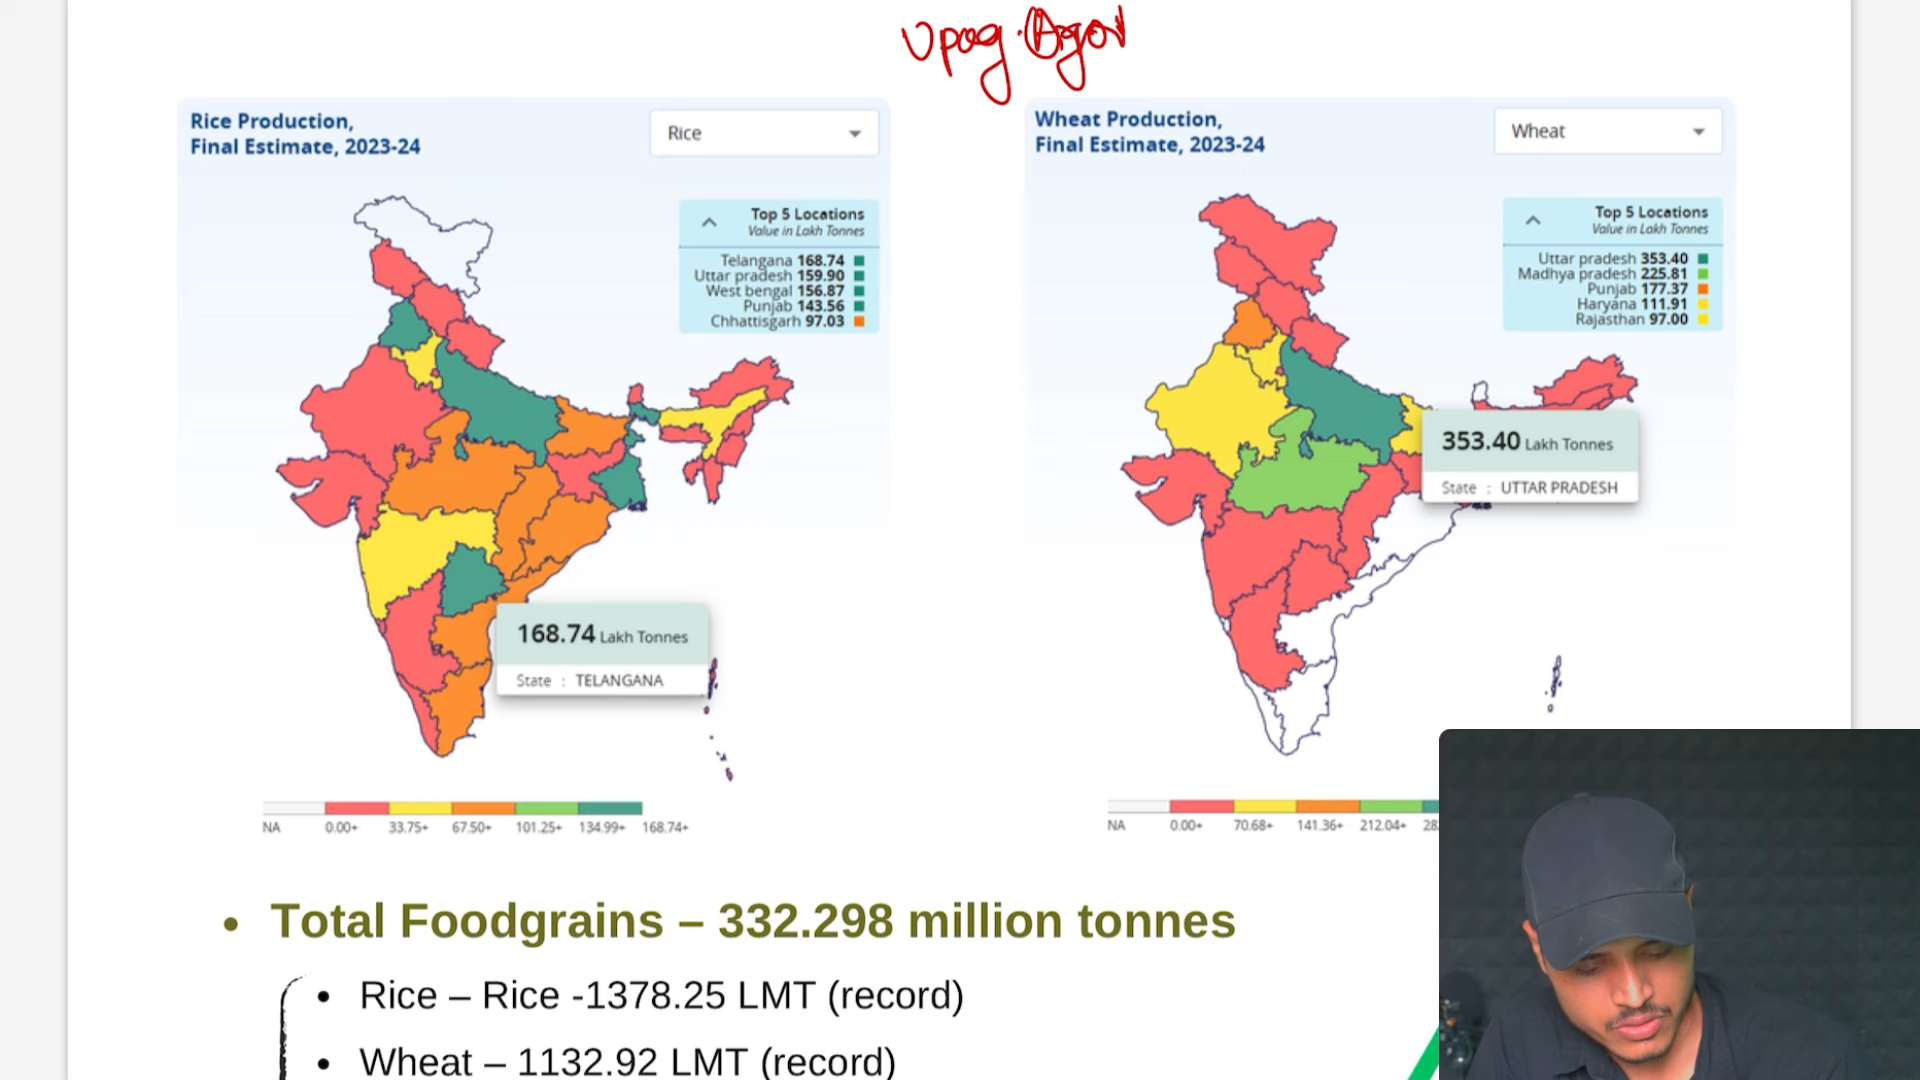 Upag.
Rice Production,
Final Estimate, 2023-24
Rice
Top 5 Locations
Value in Lakh Tonnes
Telangana 168.74
Uttar pradesh 159.90
West bengal 156.87
Punjab 143.56
Chhattisgarh 97.03
168.74 Lakh Tonnes
State : TELANGANA
NA 0.00+ 33.75+ 67.50+ 101.25+ 134.99+ 168.74+
Wheat Production,
Final Estimate, 2023-24
Wheat
Top 5 Locations
Value in Lakh Tonnes
Uttar pradesh 353.40
Madhya pradesh 225.81
Punjab 177.37
Haryana 111.91
Rajasthan 97.00
353.40 Lakh Tonnes
State : UTTAR PRADESH
NA 0.00+ 70.68+ 141.36+ 212.04+
• Total Foodgrains – 332.298 million tonnes
• Rice – Rice -1378.25 LMT (record)
• Wheat – 1132.92 LMT (record)